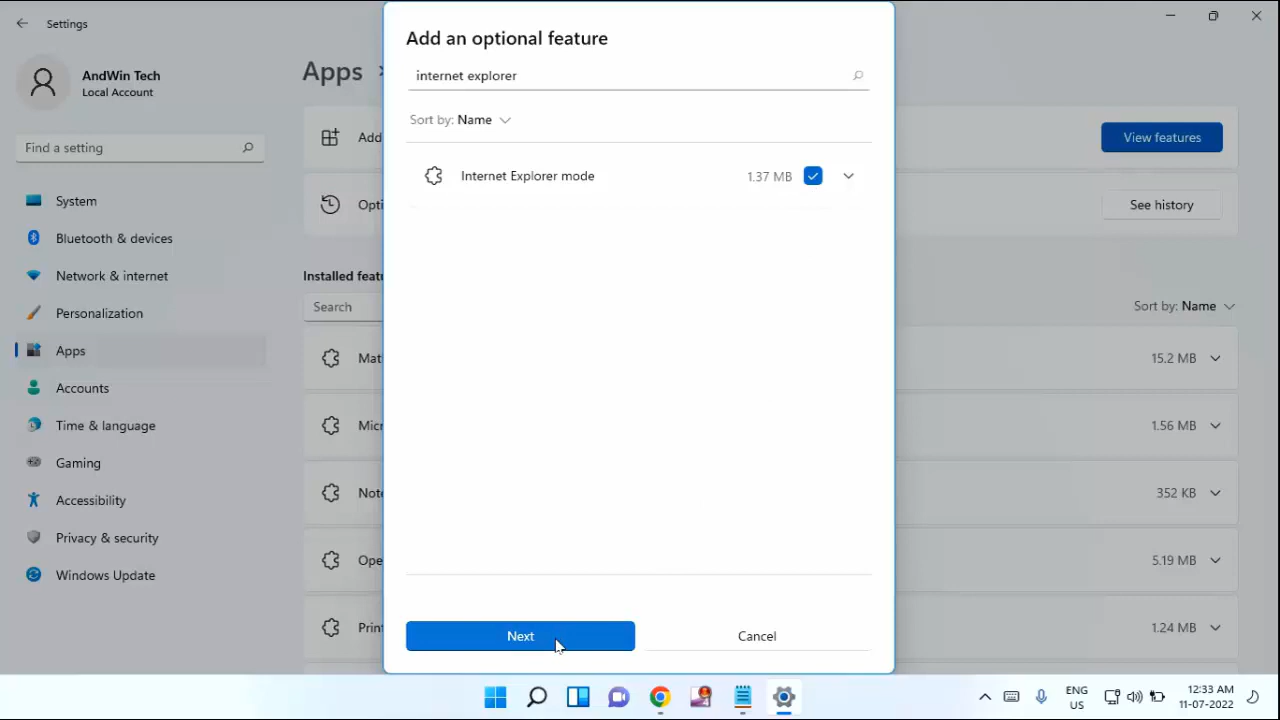 Settings
AndWin Tech
Local Account
Find a setting
System
Bluetooth & devices
Network & internet
Personalization
Apps
Accounts
Time & language
Gaming
Accessibility
Privacy & security
Windows Update
Apps
Add
View features
Opti
See history
Installed featu
Search
Sort by: Name
Mat
15.2 MB
Micr
1.56 MB
Note
352 KB
Ope
5.19 MB
Print
1.24 MB
Add an optional feature
internet explorer
Sort by: Name
Internet Explorer mode
1.37 MB
Next
Cancel
ENG
US
12:33 AM
11-07-2022